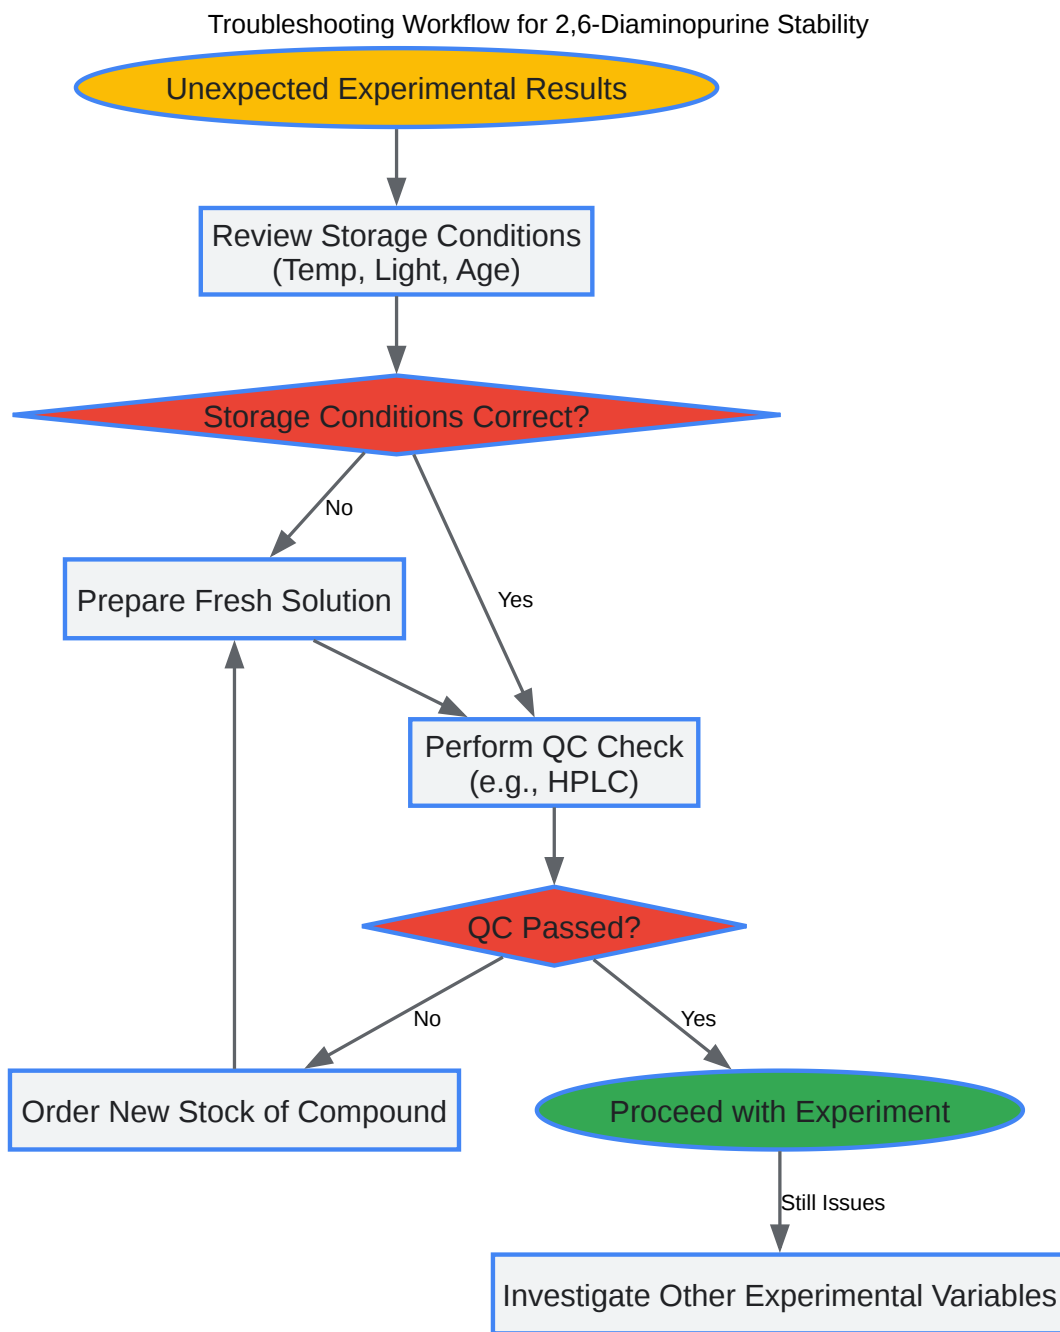 Troubleshooting Workflow for 2,6-Diaminopurine Stability
Unexpected Experimental Results
Review Storage Conditions
(Temp, Light, Age)
Storage Conditions Correct?
No
Yes
Prepare Fresh Solution
Perform QC Check
(e.g., HPLC)
QC Passed?
No
Yes
Order New Stock of Compound
Proceed with Experiment
Still Issues
Investigate Other Experimental Variables